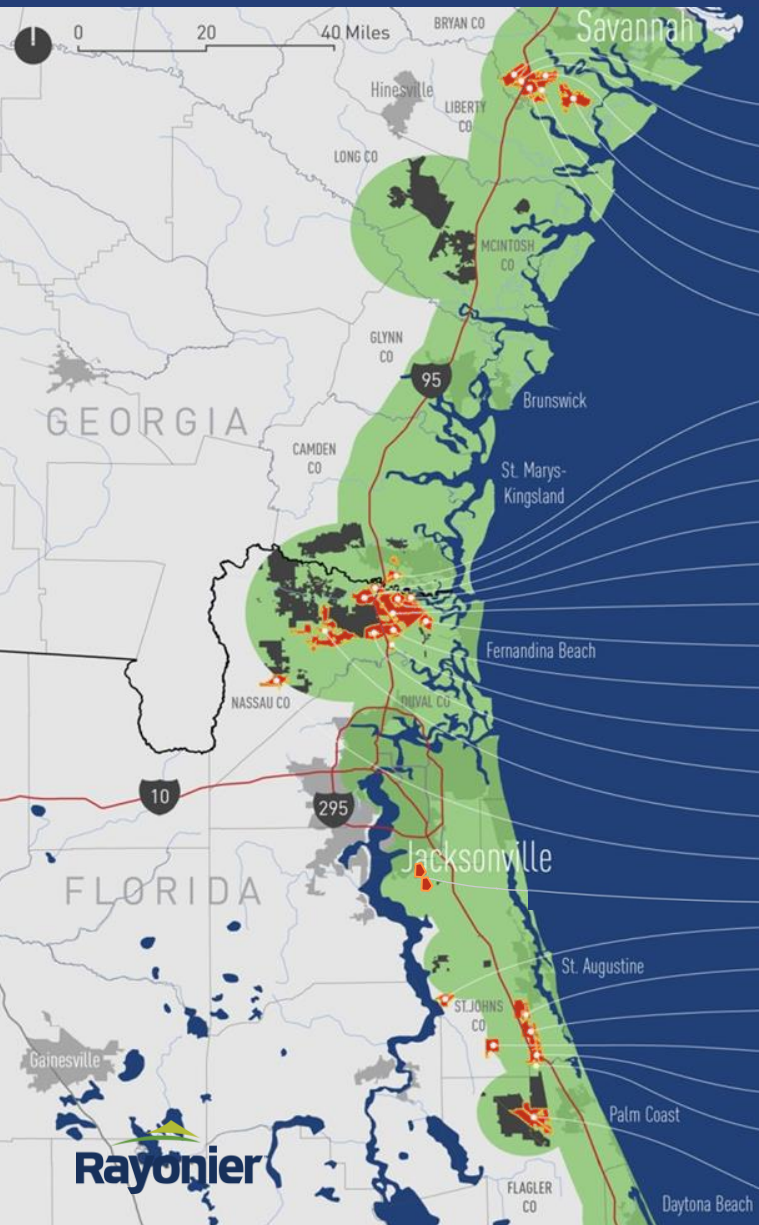 0 20 40 Miles
BRYAN CO
Savannah
Hinesville
LIBERTY
CO
LONG CO
MCINTOSH
CO
GLYNN
CO
95
Brunswick
GEORGIA
CAMDEN
CO
St. Marys-
Kingsland
Fernandina Beach
NASSAU CO
DUVAL CO
10
295
Jacksonville
FLORIDA
St. Augustine
ST.JOHNS
CO
Gainesville
Palm Coast
Rayonier
FLAGLER
CO
Daytona Beach